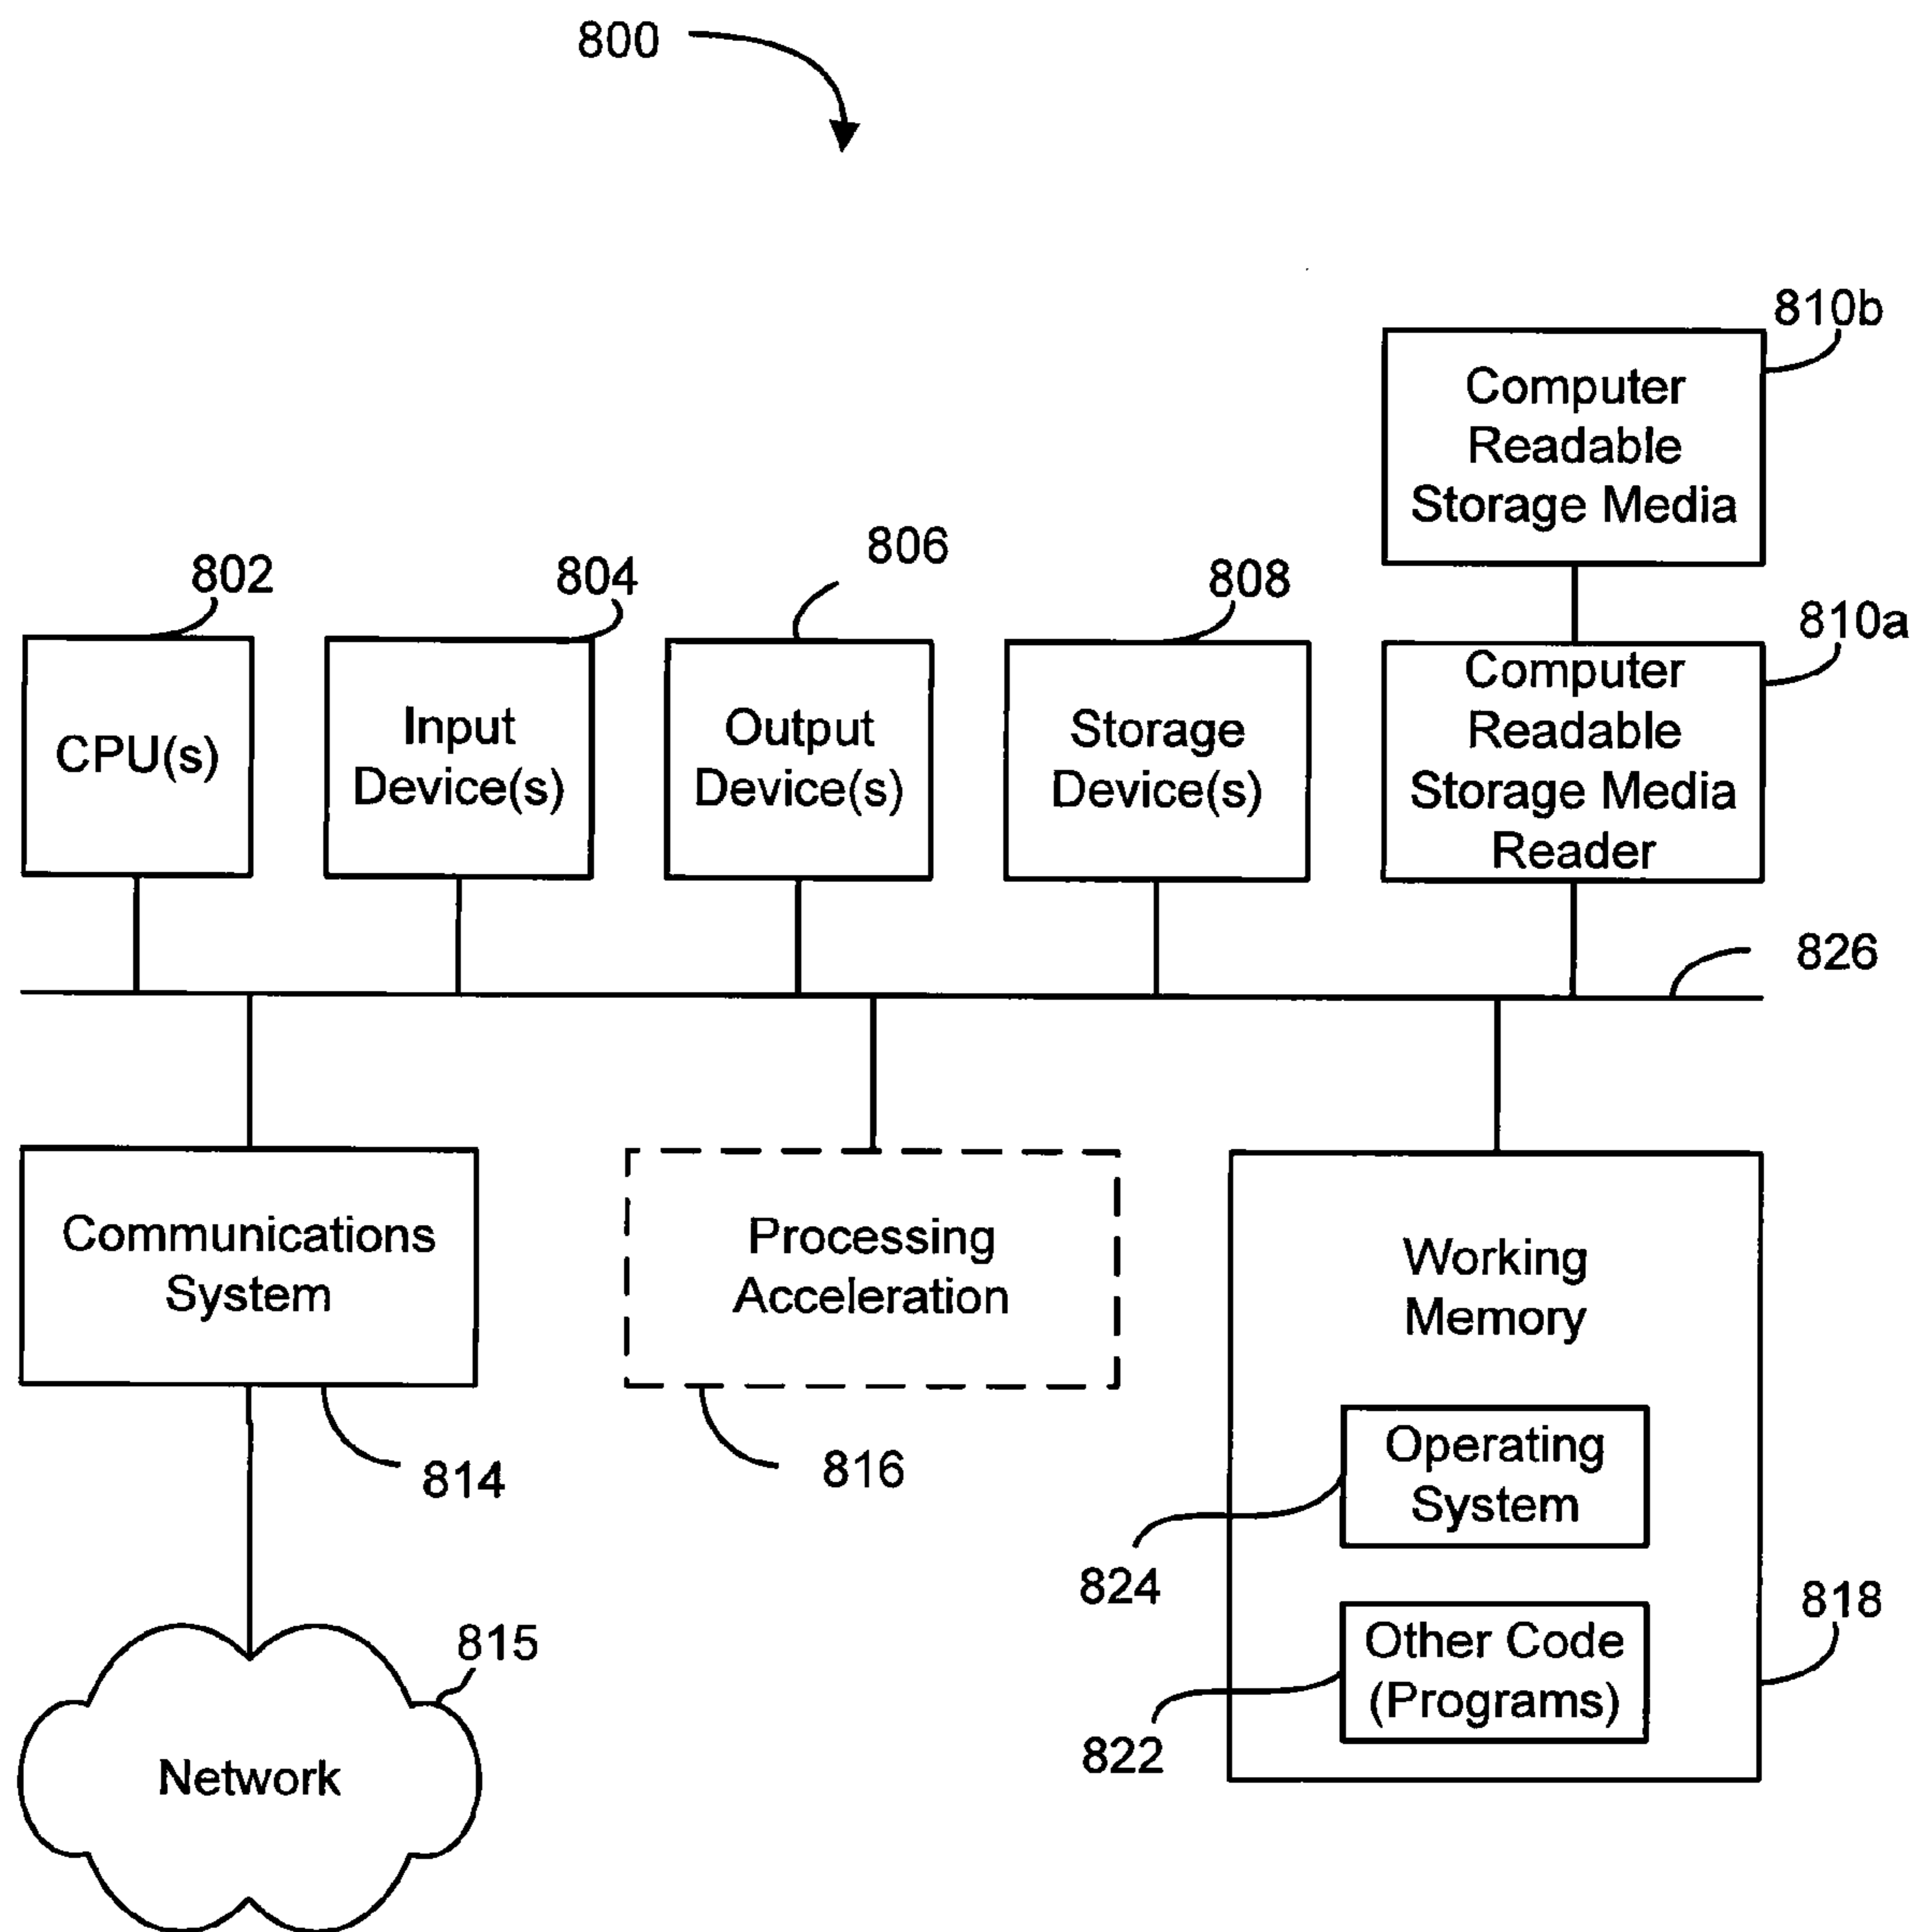 800
810b
Computer
Readable
Storage Media
802
804
806
808
810a
CPU(s)
Input
Device(s)
Output
Device(s)
Storage
Device(s)
Computer
Readable
Storage Media
Reader
826
Communications
System
Processing
Acceleration
Working
Memory
814
816
Operating
System
824
818
Other Code
(Programs)
822
815
Network